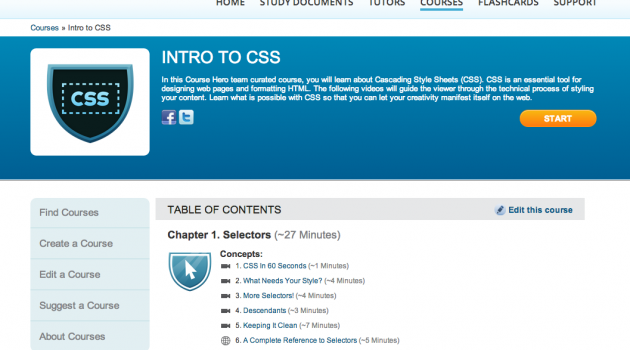 HOME STUDY DOCUMENTS TUTORS COURSES FLASHCARDS SUPPORT
Courses » Intro to CSS
CSS
INTRO TO CSS
In this Course Hero team curated course, you will learn about Cascading Style Sheets (CSS). CSS is an essential tool for
designing web pages and formatting HTML. The following videos will guide the viewer through the technical process of styling
your content. Learn what is possible with CSS so that you can let your creativity manifest itself on the web.
START
Find Courses
Create a Course
Edit a Course
Suggest a Course
About Courses
TABLE OF CONTENTS
Edit this course
Chapter 1. Selectors (~27 Minutes)
Concepts:
1. CSS In 60 Seconds (~1 Minutes)
2. What Needs Your Style? (~4 Minutes)
3. More Selectors! (~4 Minutes)
4. Descendants (~3 Minutes)
5. Keeping It Clean (~7 Minutes)
6. A Complete Reference to Selectors (~5 Minutes)